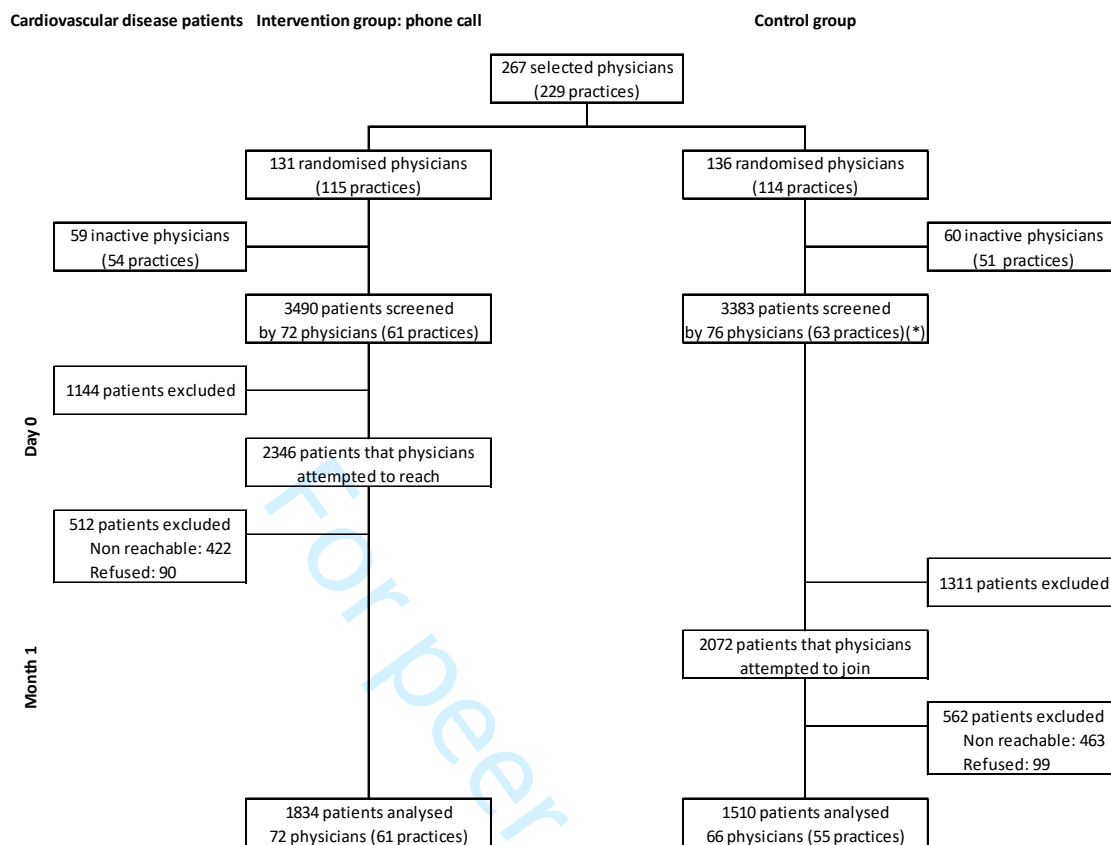 Cardiovascular disease patients Intervention group: phone call Control group
267 selected physicians
(229 practices)
131 randomised physicians
(115 practices)
136 randomised physicians
(114 practices)
59 inactive physicians
(54 practices)
60 inactive physicians
(51 practices)
3490 patients screened
by 72 physicians (61 practices)
3383 patients screened
by 76 physicians (63 practices)(*)
1144 patients excluded
Day 0
2346 patients that physicians
attempted to reach
512 patients excluded
Non reachable: 422
Refused: 90
1311 patients excluded
Month 1
2072 patients that physicians
attempted to join
562 patients excluded
Non reachable: 463
Refused: 99
1834 patients analysed
72 physicians (61 practices)
1510 patients analysed
66 physicians (55 practices)
For peer